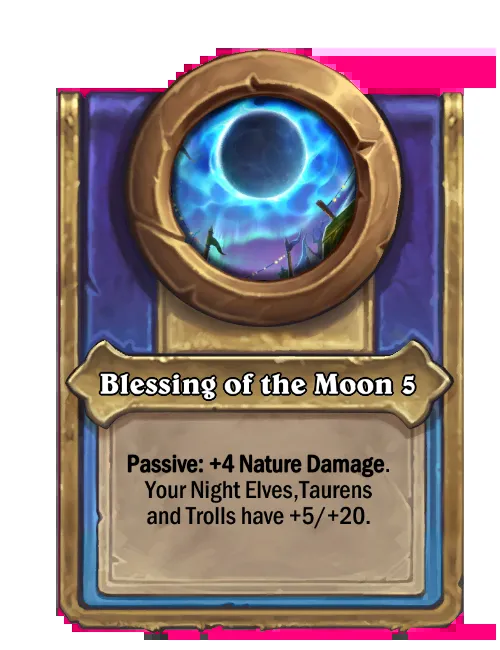 Blessing of the Moon 5
Passive: +4 Nature Damage.
Your Night Elves,Taurens
and Trolls have +5/+20.